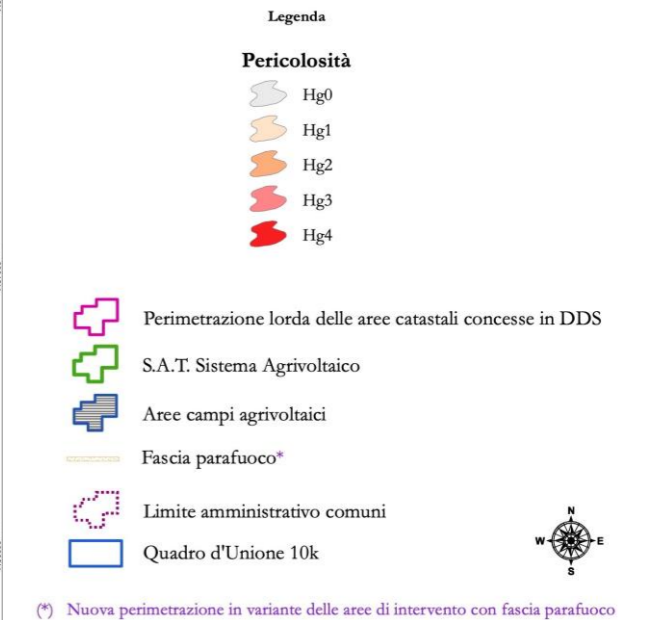 Legenda
Pericolosità
Hg0
Hg1
Hg2
Hg3
Hg4
Perimetrazione lorda delle aree catastali concesse in DDS
S.A.T. Sistema Agrivoltaico
Aree campi agrivoltaici
Fascia parafuoco*
Limite amministrativo comuni
Quadro d'Unione 10k
N
W E
S
(*) Nuova perimetrazione in variante delle aree di intervento con fascia parafuoco